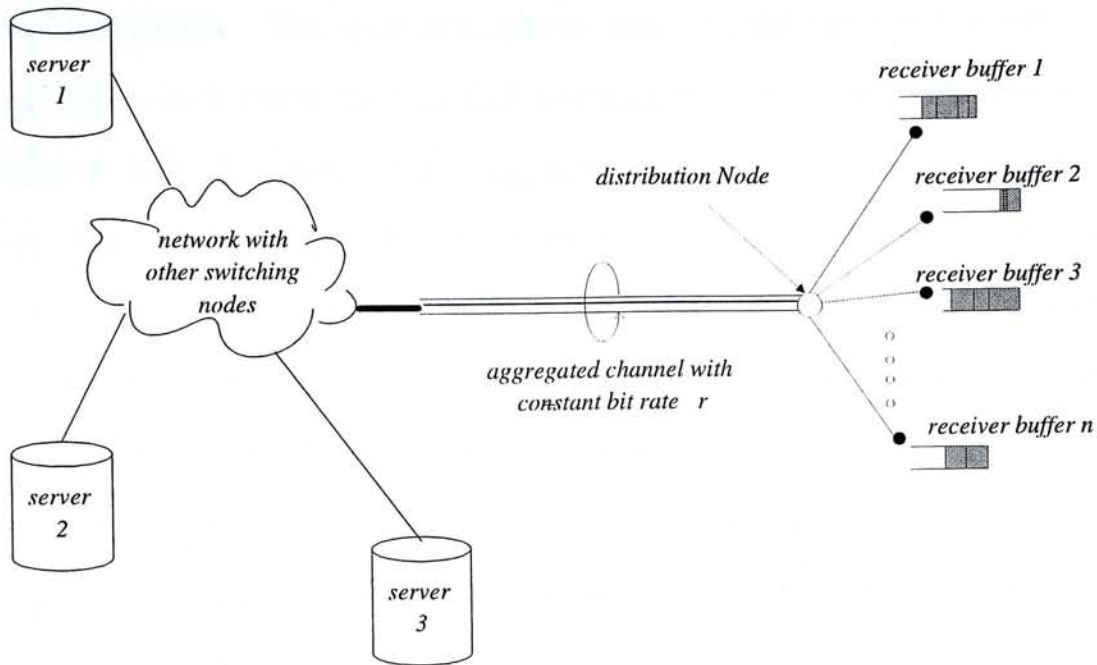 server
1
receiver buffer 1
distribution Node
receiver buffer 2
network with
other switching
nodes
receiver buffer 3
aggregated channel with
constant bit rate r
receiver buffer n
server
2
server
3